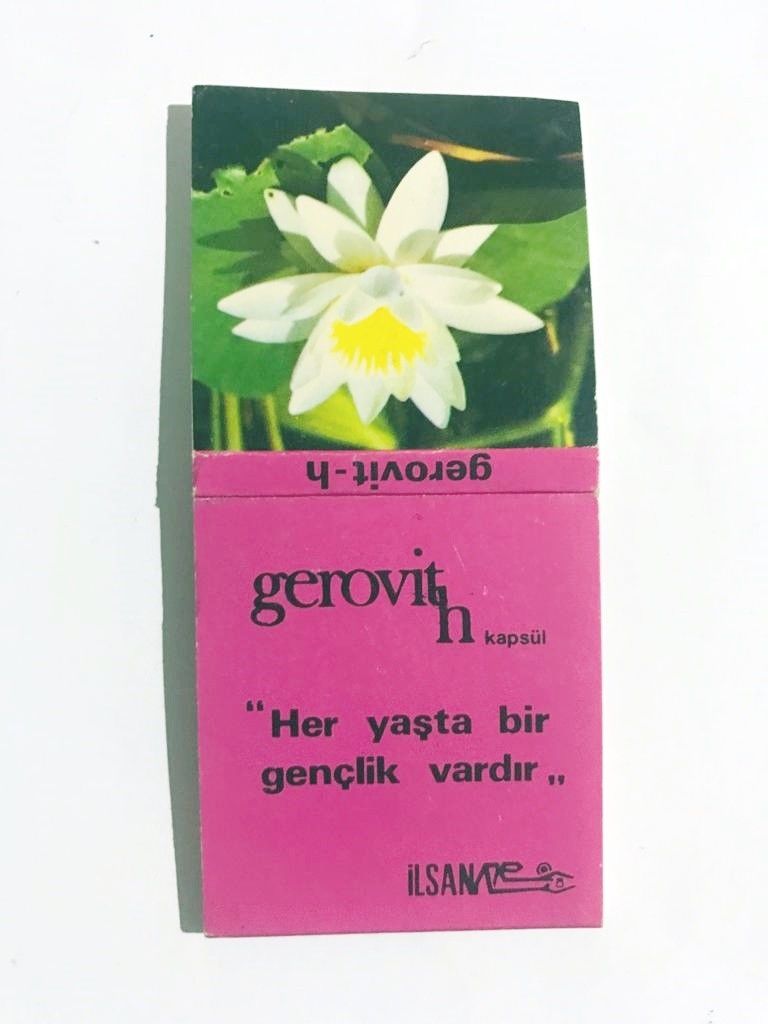 gerovit-h
gerovit h kapsül
"Her yaşta bir
gençlik vardır„
İLSAN